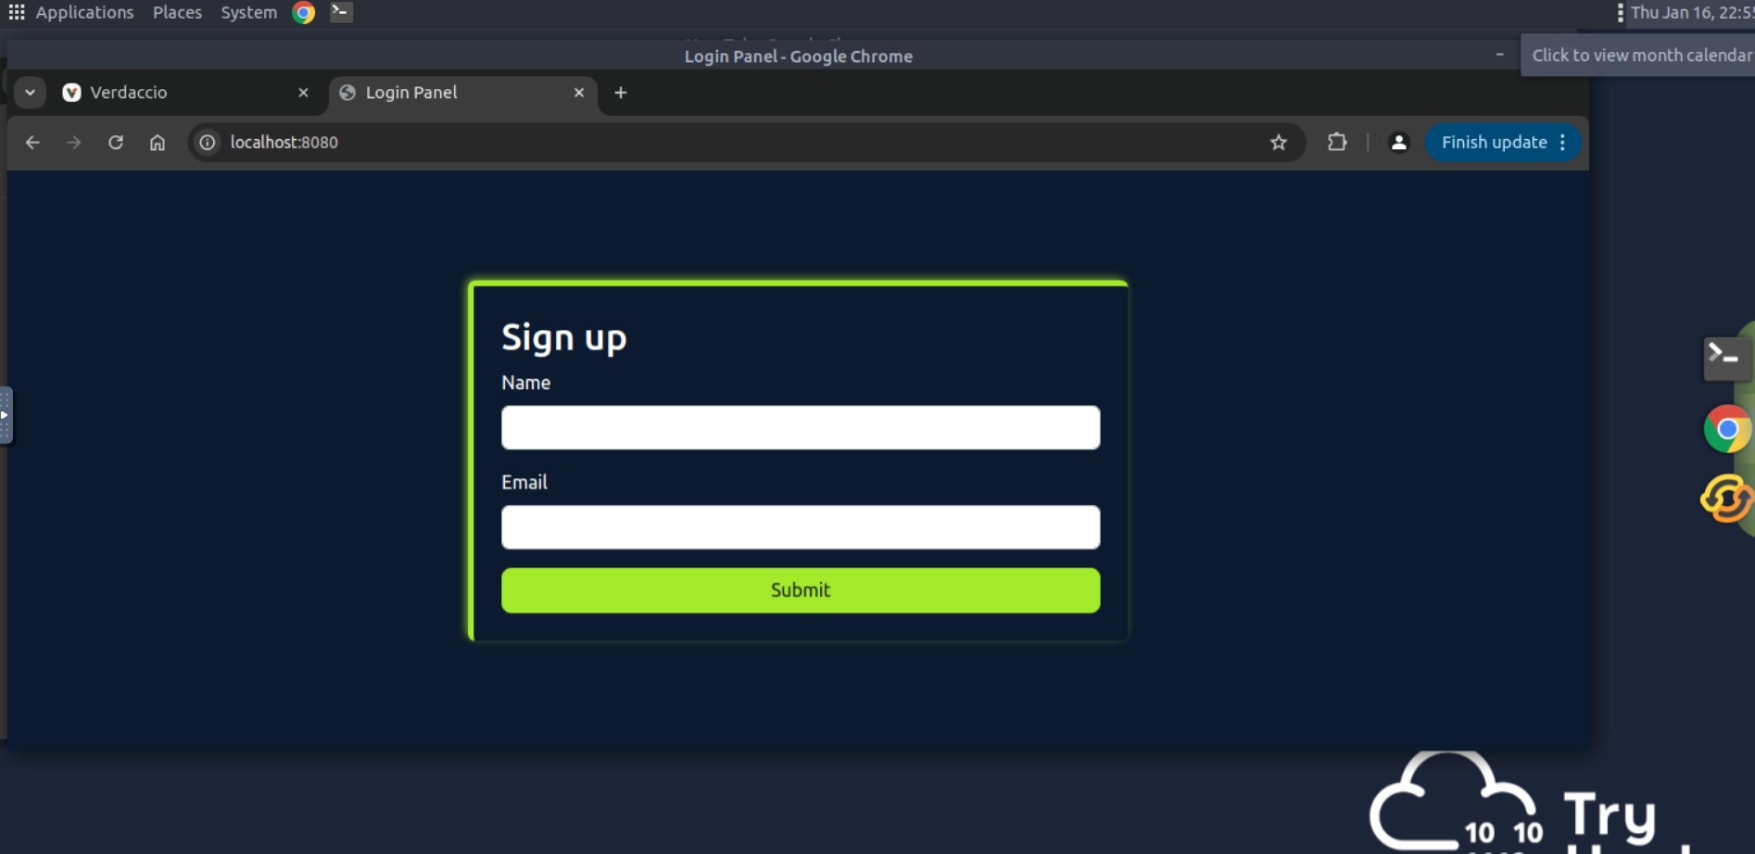 Applications Places System Thu Jan 16, 22:5
Login Panel - Google Chrome
Click to view month calendar
Verdaccio
Login Panel
localhost:8080
Finish update
Sign up
Name
Email
Submit
Try
10 10